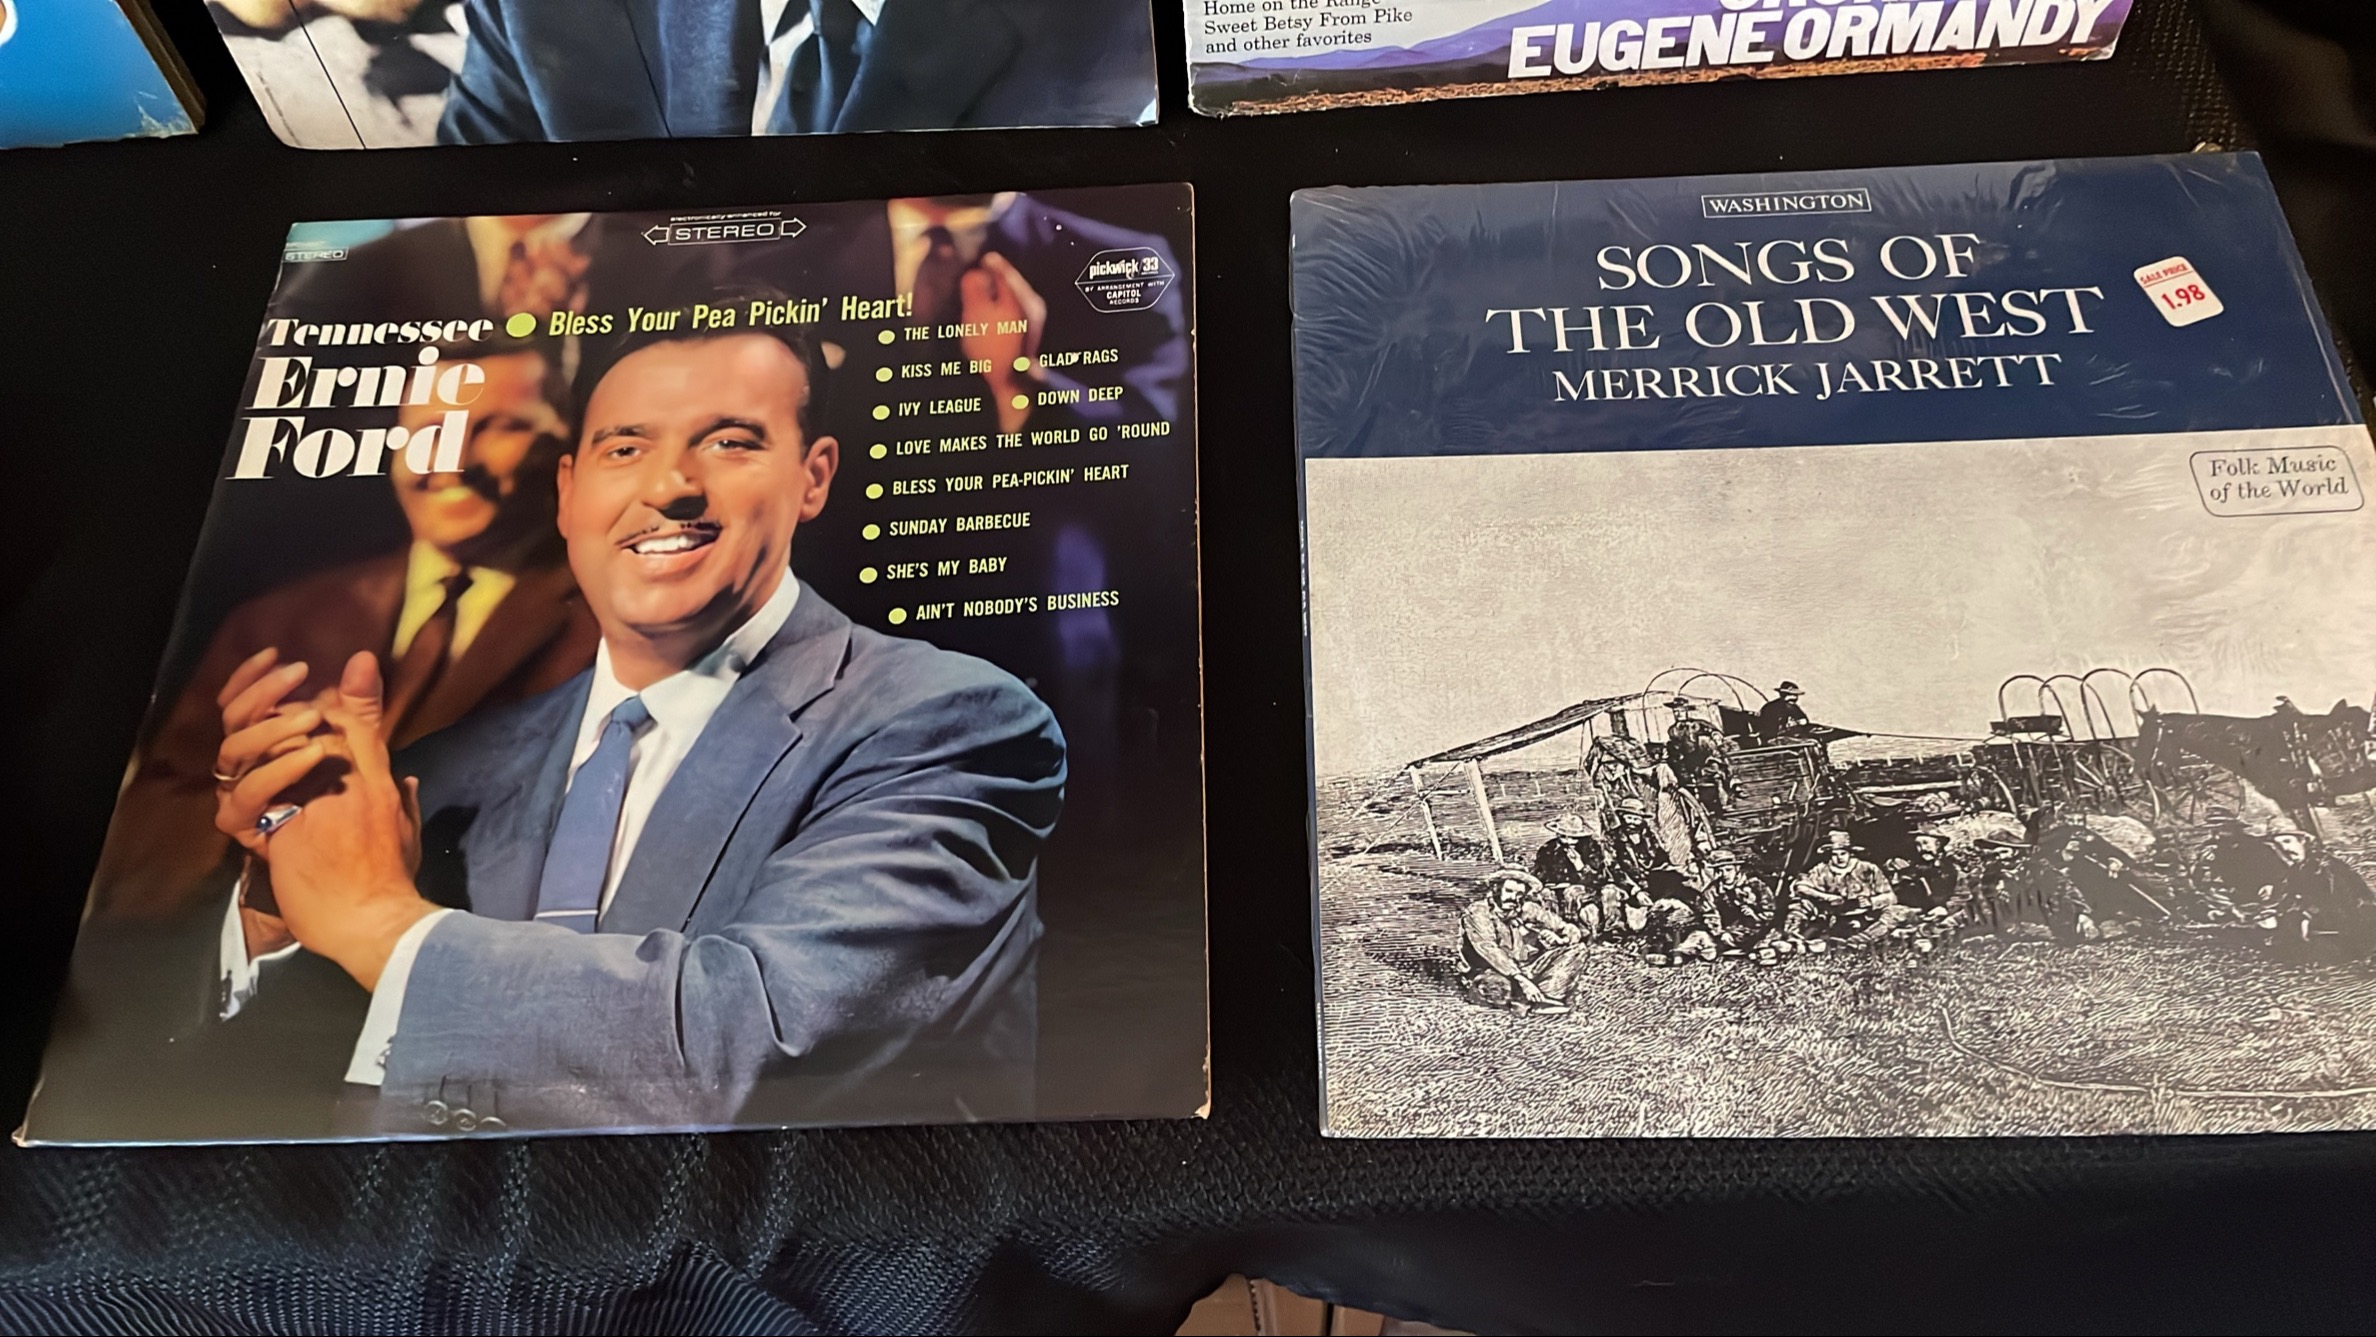 Home on the Range
Sweet Betsy From Pike
and other favorites
EUGENE ORMANDY
electronically enhanced for
STEREO
STEREO
pickwick/33
RECORDS
BY ARRANGEMENT WITH
CAPITOL
RECORDS
Tennessee
Ernie
Ford
Bless Your Pea Pickin' Heart!
THE LONELY MAN
KISS ME BIG
GLAD RAGS
IVY LEAGUE
DOWN DEEP
LOVE MAKES THE WORLD GO 'ROUND
BLESS YOUR PEA-PICKIN' HEART
SUNDAY BARBECUE
SHE'S MY BABY
AIN'T NOBODY'S BUSINESS
WASHINGTON
SONGS OF
THE OLD WEST
MERRICK JARRETT
SALE PRICE
1.98
Folk Music
of the World